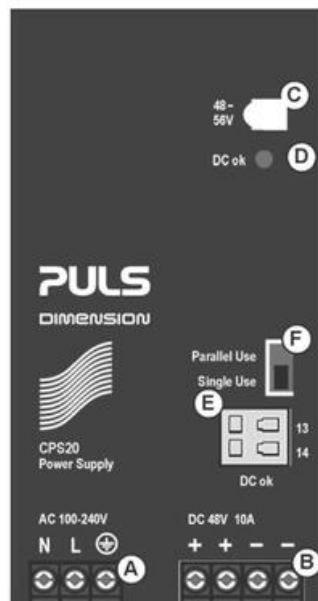 C
48–
56V
DC ok D
PULS
DIMENSION
F
Parallel Use
Single Use
E
13
14
DC ok
CPS20
Power Supply
AC 100-240V
N L
A
DC 48V 10A
+ + − −
B